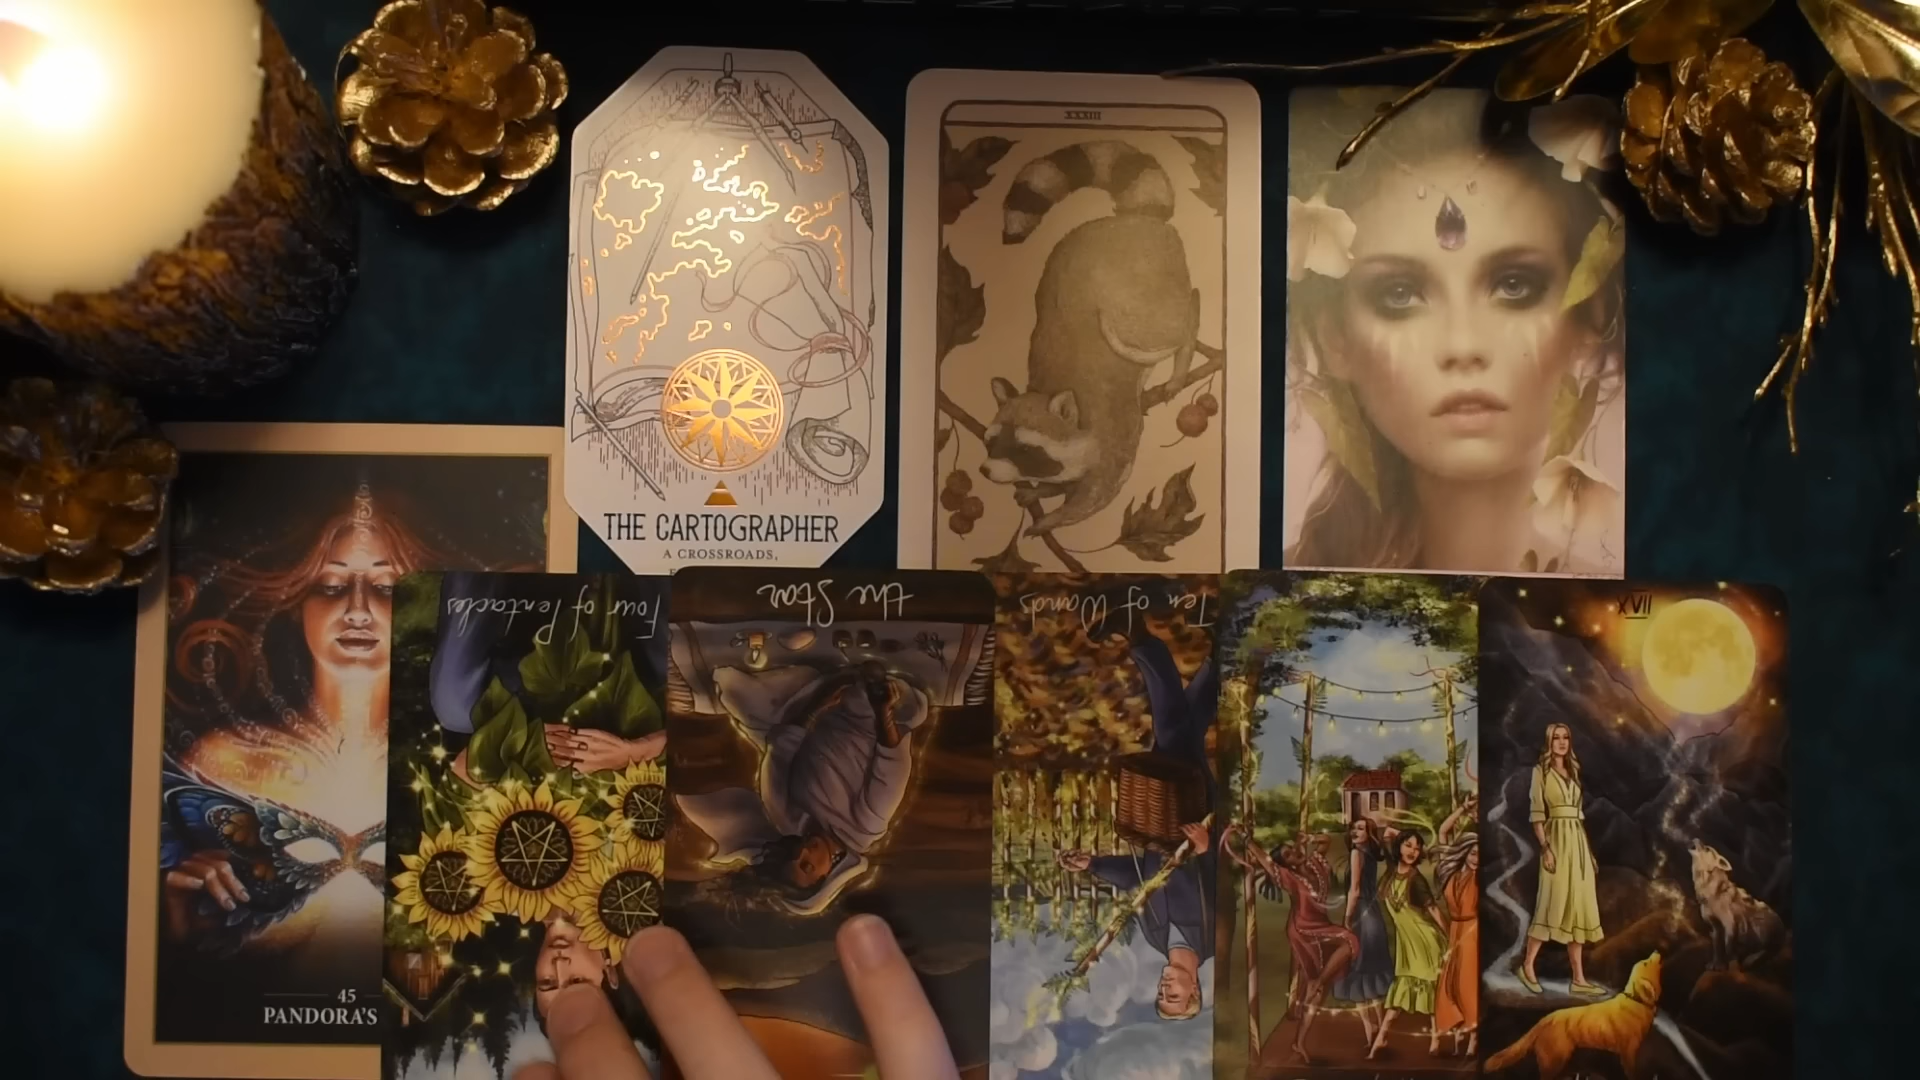 THE CARTOGRAPHER
A CROSSROADS,
XXXIII
45
PANDORA'S
Four of Pentacles
the Star
Ten of Wands
XVII